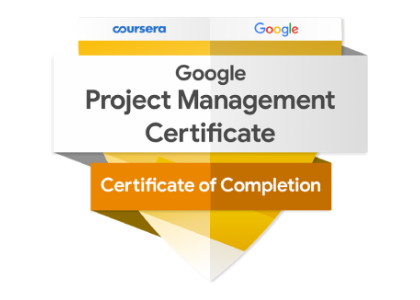 coursera Google
Google
Project Management
Certificate
Certificate of Completion